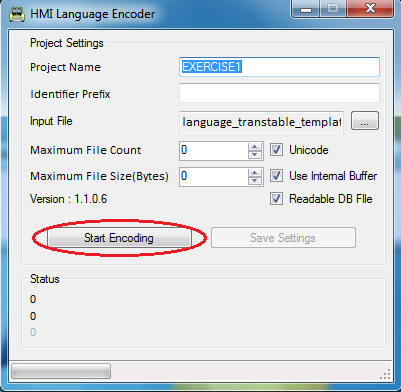 HMI Language Encoder
Project Settings
Project Name EXERCISE1
Identifier Prefix
Input File language_transtable_templat ...
Maximum File Count 0 Unicode
Maximum File Size(Bytes) 0 Use Internal Buffer
Version : 1.1.0.6 Readable DB FIle
Start Encoding Save Settings
Status
0
0
0